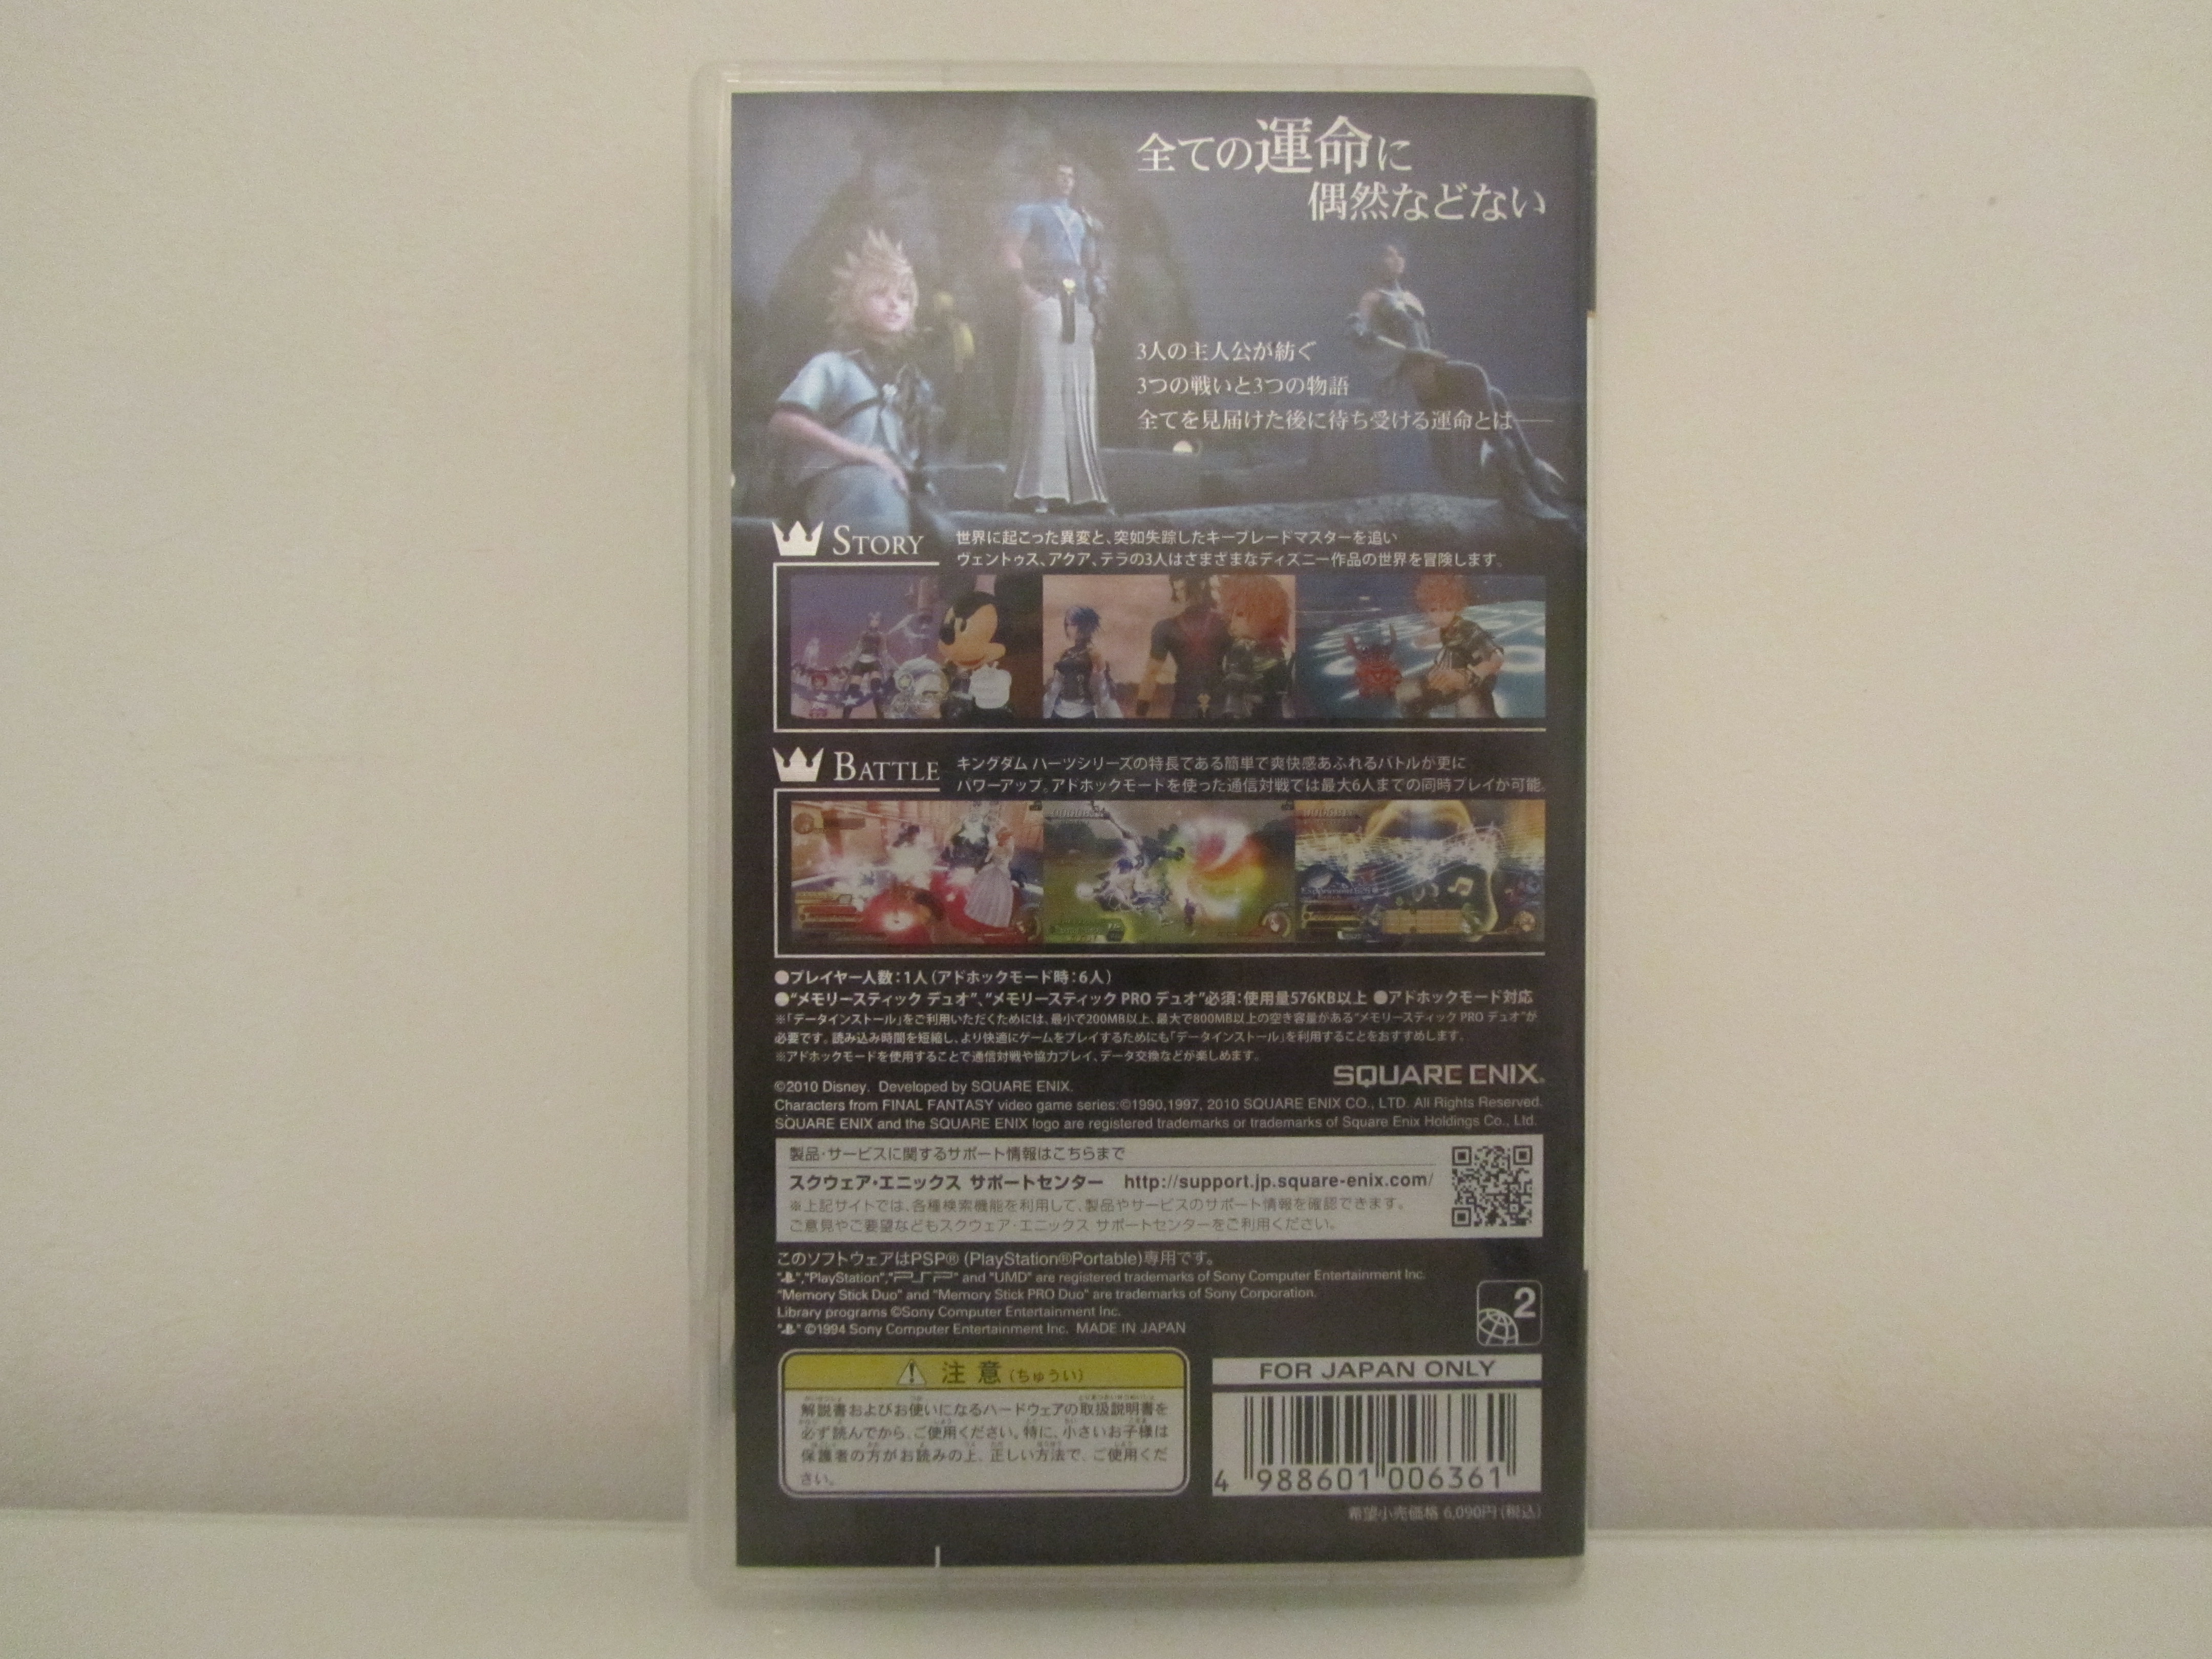 全ての運命に
偶然などない
3人の主人公が紡ぐ
3つの戦いと3つの物語
全てを見届けた後に待ち受ける運命とは――
STORY
世界に起こった異変と、突如失踪したキーブレードマスターを追い
ヴェントゥス、アクア、テラの3人はさまざまなディズニー作品の世界を冒険します。
BATTLE
キングダム ハーツシリーズの特長である簡単で爽快感あふれるバトルが更に
パワーアップ。アドホックモードを使った通信対戦では最大6人までの同時プレイが可能。
●プレイヤー人数：1人（アドホックモード時：6人）
●“メモリースティック デュオ”、“メモリースティック PRO デュオ”必須：使用量576KB以上 ●アドホックモード対応
※「データインストール」をご利用いただくためには、最小で200MB以上、最大で800MB以上の空き容量がある“メモリースティック PRO デュオ”が
必要です。読み込み時間を短縮し、より快適にゲームをプレイするためにも「データインストール」を利用することをおすすめします。
※アドホックモードを使用することで通信対戦や協力プレイ、データ交換などが楽しめます。
SQUARE ENIX.
©2010 Disney. Developed by SQUARE ENIX.
Characters from FINAL FANTASY video game series:©1990,1997, 2010 SQUARE ENIX CO., LTD. All Rights Reserved.
SQUARE ENIX and the SQUARE ENIX logo are registered trademarks or trademarks of Square Enix Holdings Co., Ltd.
製品・サービスに関するサポート情報はこちらまで
スクウェア・エニックス サポートセンター http://support.jp.square-enix.com/
※上記サイトでは、各種検索機能を利用して、製品やサービスのサポート情報を確認できます。
ご意見やご要望などもスクウェア・エニックス サポートセンターをご利用ください。
このソフトウェアはPSP® (PlayStation®Portable)専用です。
"PlayStation","PSP" and "UMD" are registered trademarks of Sony Computer Entertainment Inc.
"Memory Stick Duo" and "Memory Stick PRO Duo" are trademarks of Sony Corporation.
Library programs ©Sony Computer Entertainment Inc.
©1994 Sony Computer Entertainment Inc. MADE IN JAPAN
2
注意（ちゅうい）
解説書およびお使いになるハードウェアの取扱説明書を
必ず読んでから、ご使用ください。特に、小さいお子様は
保護者の方がお読みの上、正しい方法で、ご使用くだ
さい。
FOR JAPAN ONLY
4 988601 006361
希望小売価格 6,090円（税込）